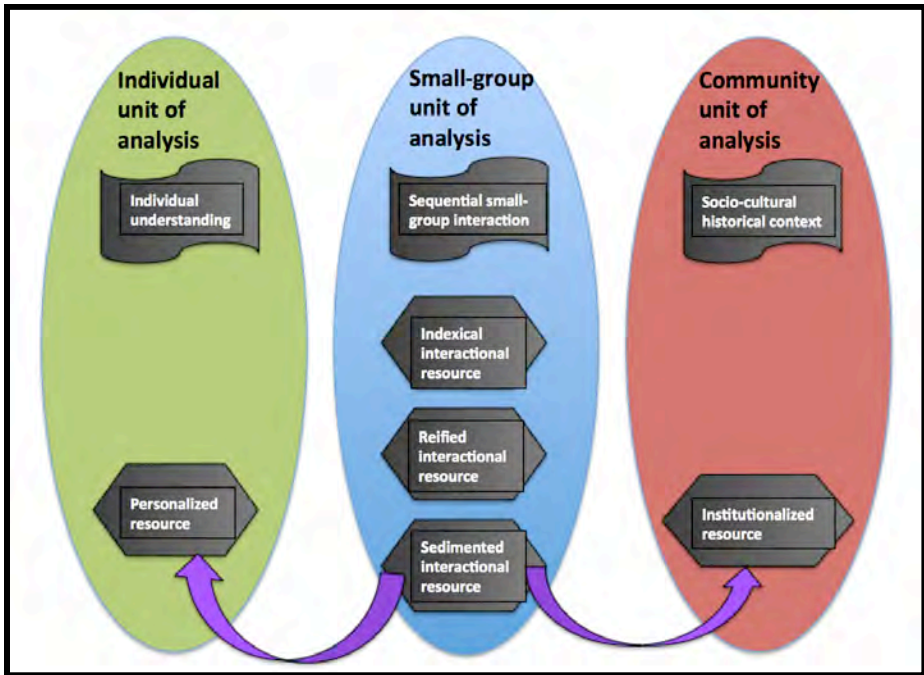 Individual
unit of
analysis
Individual
understanding
Personalized
resource
Small-group
unit of
analysis
Sequential small-
group interaction
Indexical
interactional
resource
Reified
interactional
resource
Sedimented
interactional
resource
Community
unit of
analysis
Socio-cultural
historical context
Institutionalized
resource